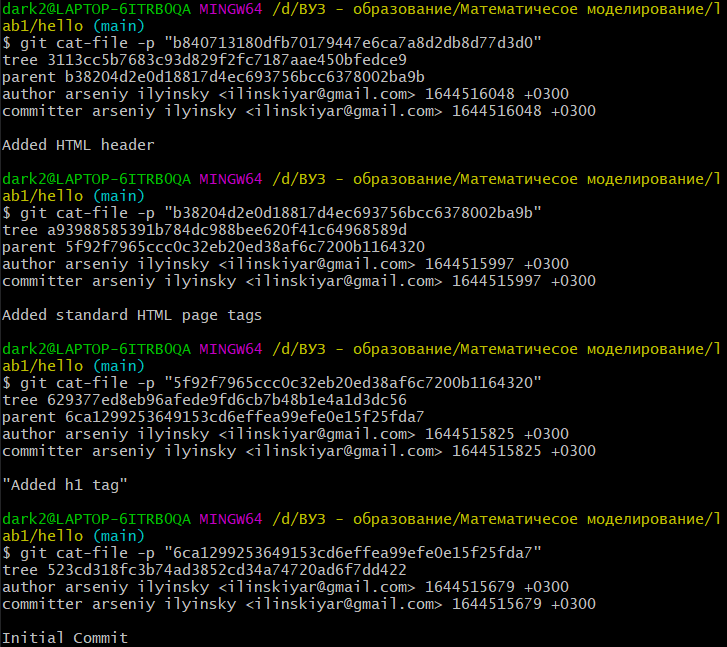 dark2@LAPTOP-6ITRB0QA MINGW64 /d/ВУЗ - образование/Математичесое моделирование/l
ab1/hello (main)
$ git cat-file -p "b840713180dfb70179447e6ca7a8d2db8d77d3d0"
tree 3113cc5b7683c93d829f2fc7187aae450bfedce9
parent b38204d2e0d18817d4ec693756bcc6378002ba9b
author arseniy ilyinsky <ilinskiyar@gmail.com> 1644516048 +0300
committer arseniy ilyinsky <ilinskiyar@gmail.com> 1644516048 +0300
Added HTML header
dark2@LAPTOP-6ITRB0QA MINGW64 /d/ВУЗ - образование/Математичесое моделирование/l
ab1/hello (main)
$ git cat-file -p "b38204d2e0d18817d4ec693756bcc6378002ba9b"
tree a93988585391b784dc988bee620f41c64968589d
parent 5f92f7965ccc0c32eb20ed38af6c7200b1164320
author arseniy ilyinsky <ilinskiyar@gmail.com> 1644515997 +0300
committer arseniy ilyinsky <ilinskiyar@gmail.com> 1644515997 +0300
Added standard HTML page tags
dark2@LAPTOP-6ITRB0QA MINGW64 /d/ВУЗ - образование/Математичесое моделирование/l
ab1/hello (main)
$ git cat-file -p "5f92f7965ccc0c32eb20ed38af6c7200b1164320"
tree 629377ed8eb96afede9fd6cb7b48b1e4a1d3dc56
parent 6ca1299253649153cd6effea99efe0e15f25fda7
author arseniy ilyinsky <ilinskiyar@gmail.com> 1644515825 +0300
committer arseniy ilyinsky <ilinskiyar@gmail.com> 1644515825 +0300
"Added h1 tag"
dark2@LAPTOP-6ITRB0QA MINGW64 /d/ВУЗ - образование/Математичесое моделирование/l
ab1/hello (main)
$ git cat-file -p "6ca1299253649153cd6effea99efe0e15f25fda7"
tree 523cd318fc3b74ad3852cd34a74720ad6f7dd422
author arseniy ilyinsky <ilinskiyar@gmail.com> 1644515679 +0300
committer arseniy ilyinsky <ilinskiyar@gmail.com> 1644515679 +0300
Initial Commit